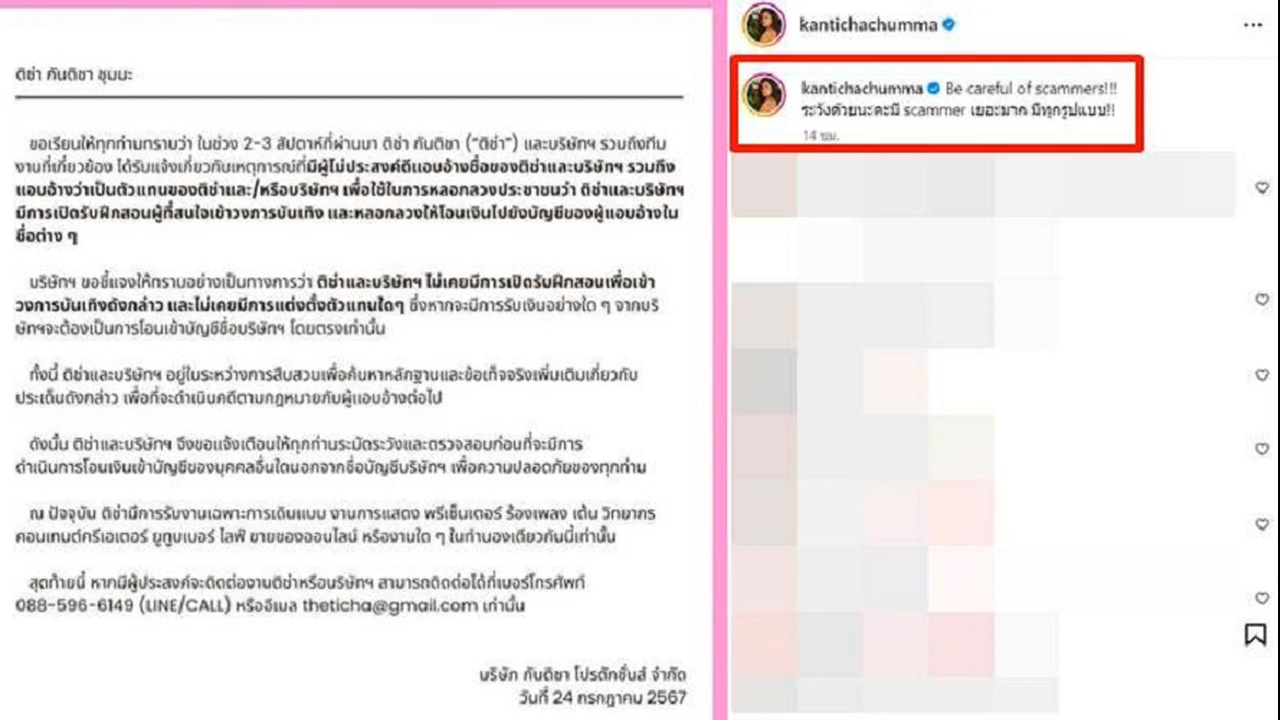 ติช่า กันติชา ชุมมะ
ขอเรียนให้ทุกท่านทราบว่า ในช่วง 2-3 สัปดาห์ที่ผ่านมา ติช่า กันติชา ("ติช่า") และบริษัทฯ รวมถึงทีม
งานที่เกี่ยวข้อง ได้รับแจ้งเกี่ยวกับเหตุการณ์ที่มีผู้ไม่ประสงค์ดีแอบอ้างชื่อของติช่าและบริษัทฯ รวมถึง
แอบอ้างว่าเป็นตัวแทนของติช่าและ/หรือบริษัทฯ เพื่อใช้ในการหลอกลวงประชาชนว่า ติช่าและบริษัทฯ
มีการเปิดรับฝึกสอนผู้ที่สนใจเข้าวงการบันเทิง และหลอกลวงให้โอนเงินไปยังบัญชีของผู้แอบอ้างใน
ชื่อต่าง ๆ
บริษัทฯ ขอชี้แจงให้ทราบอย่างเป็นทางการว่า ติช่าและบริษัทฯ ไม่เคยมีการเปิดรับฝึกสอนเพื่อเข้า
วงการบันเทิงดังกล่าว และไม่เคยมีการแต่งตั้งตัวแทนใดๆ ซึ่งหากจะมีการรับเงินอย่างใด ๆ จากบริ
ษัทฯจะต้องเป็นการโอนเข้าบัญชีชื่อบริษัทฯ โดยตรงเท่านั้น
ทั้งนี้ ติช่าและบริษัทฯ อยู่ในระหว่างการสืบสวนเพื่อค้นหาหลักฐานและข้อเท็จจริงเพิ่มเติมเกี่ยวกับ
ประเด็นดังกล่าว เพื่อที่จะดำเนินคดีตามกฎหมายกับผู้แอบอ้างต่อไป
ดังนั้น ติช่าและบริษัทฯ จึงขอแจ้งเตือนให้ทุกท่านระมัดระวังและตรวจสอบก่อนที่จะมีการ
ดำเนินการโอนเงินเข้าบัญชีของบุคคลอื่นใดนอกจากชื่อบัญชีบริษัทฯ เพื่อความปลอดภัยของทุกท่าน
ณ ปัจจุบัน ติช่ามีการรับงานเฉพาะการเดินแบบ งานการแสดง พรีเซ็นเตอร์ ร้องเพลง เต้น วิทยากร
คอนเทนต์ครีเอเตอร์ ยูทูบเบอร์ ไลฟ์ ขายของออนไลน์ หรืองานใด ๆ ในทำนองเดียวกันนี้เท่านั้น
สุดท้ายนี้ หากมีผู้ประสงค์จะติดต่องานติช่าหรือบริษัทฯ สามารถติดต่อได้ที่เบอร์โทรศัพท์
088-596-6149 (LINE/CALL) หรืออีเมล theticha@gmail.com เท่านั้น
บริษัท กันติชา โปรดักชั่นส์ จำกัด
วันที่ 24 กรกฎาคม 2567
kantichachumma
kantichachumma Be careful of scammers!!!
ระวังด้วยนะคะมี scammer เยอะมาก มีทุกรูปแบบ!!
14 ชม.